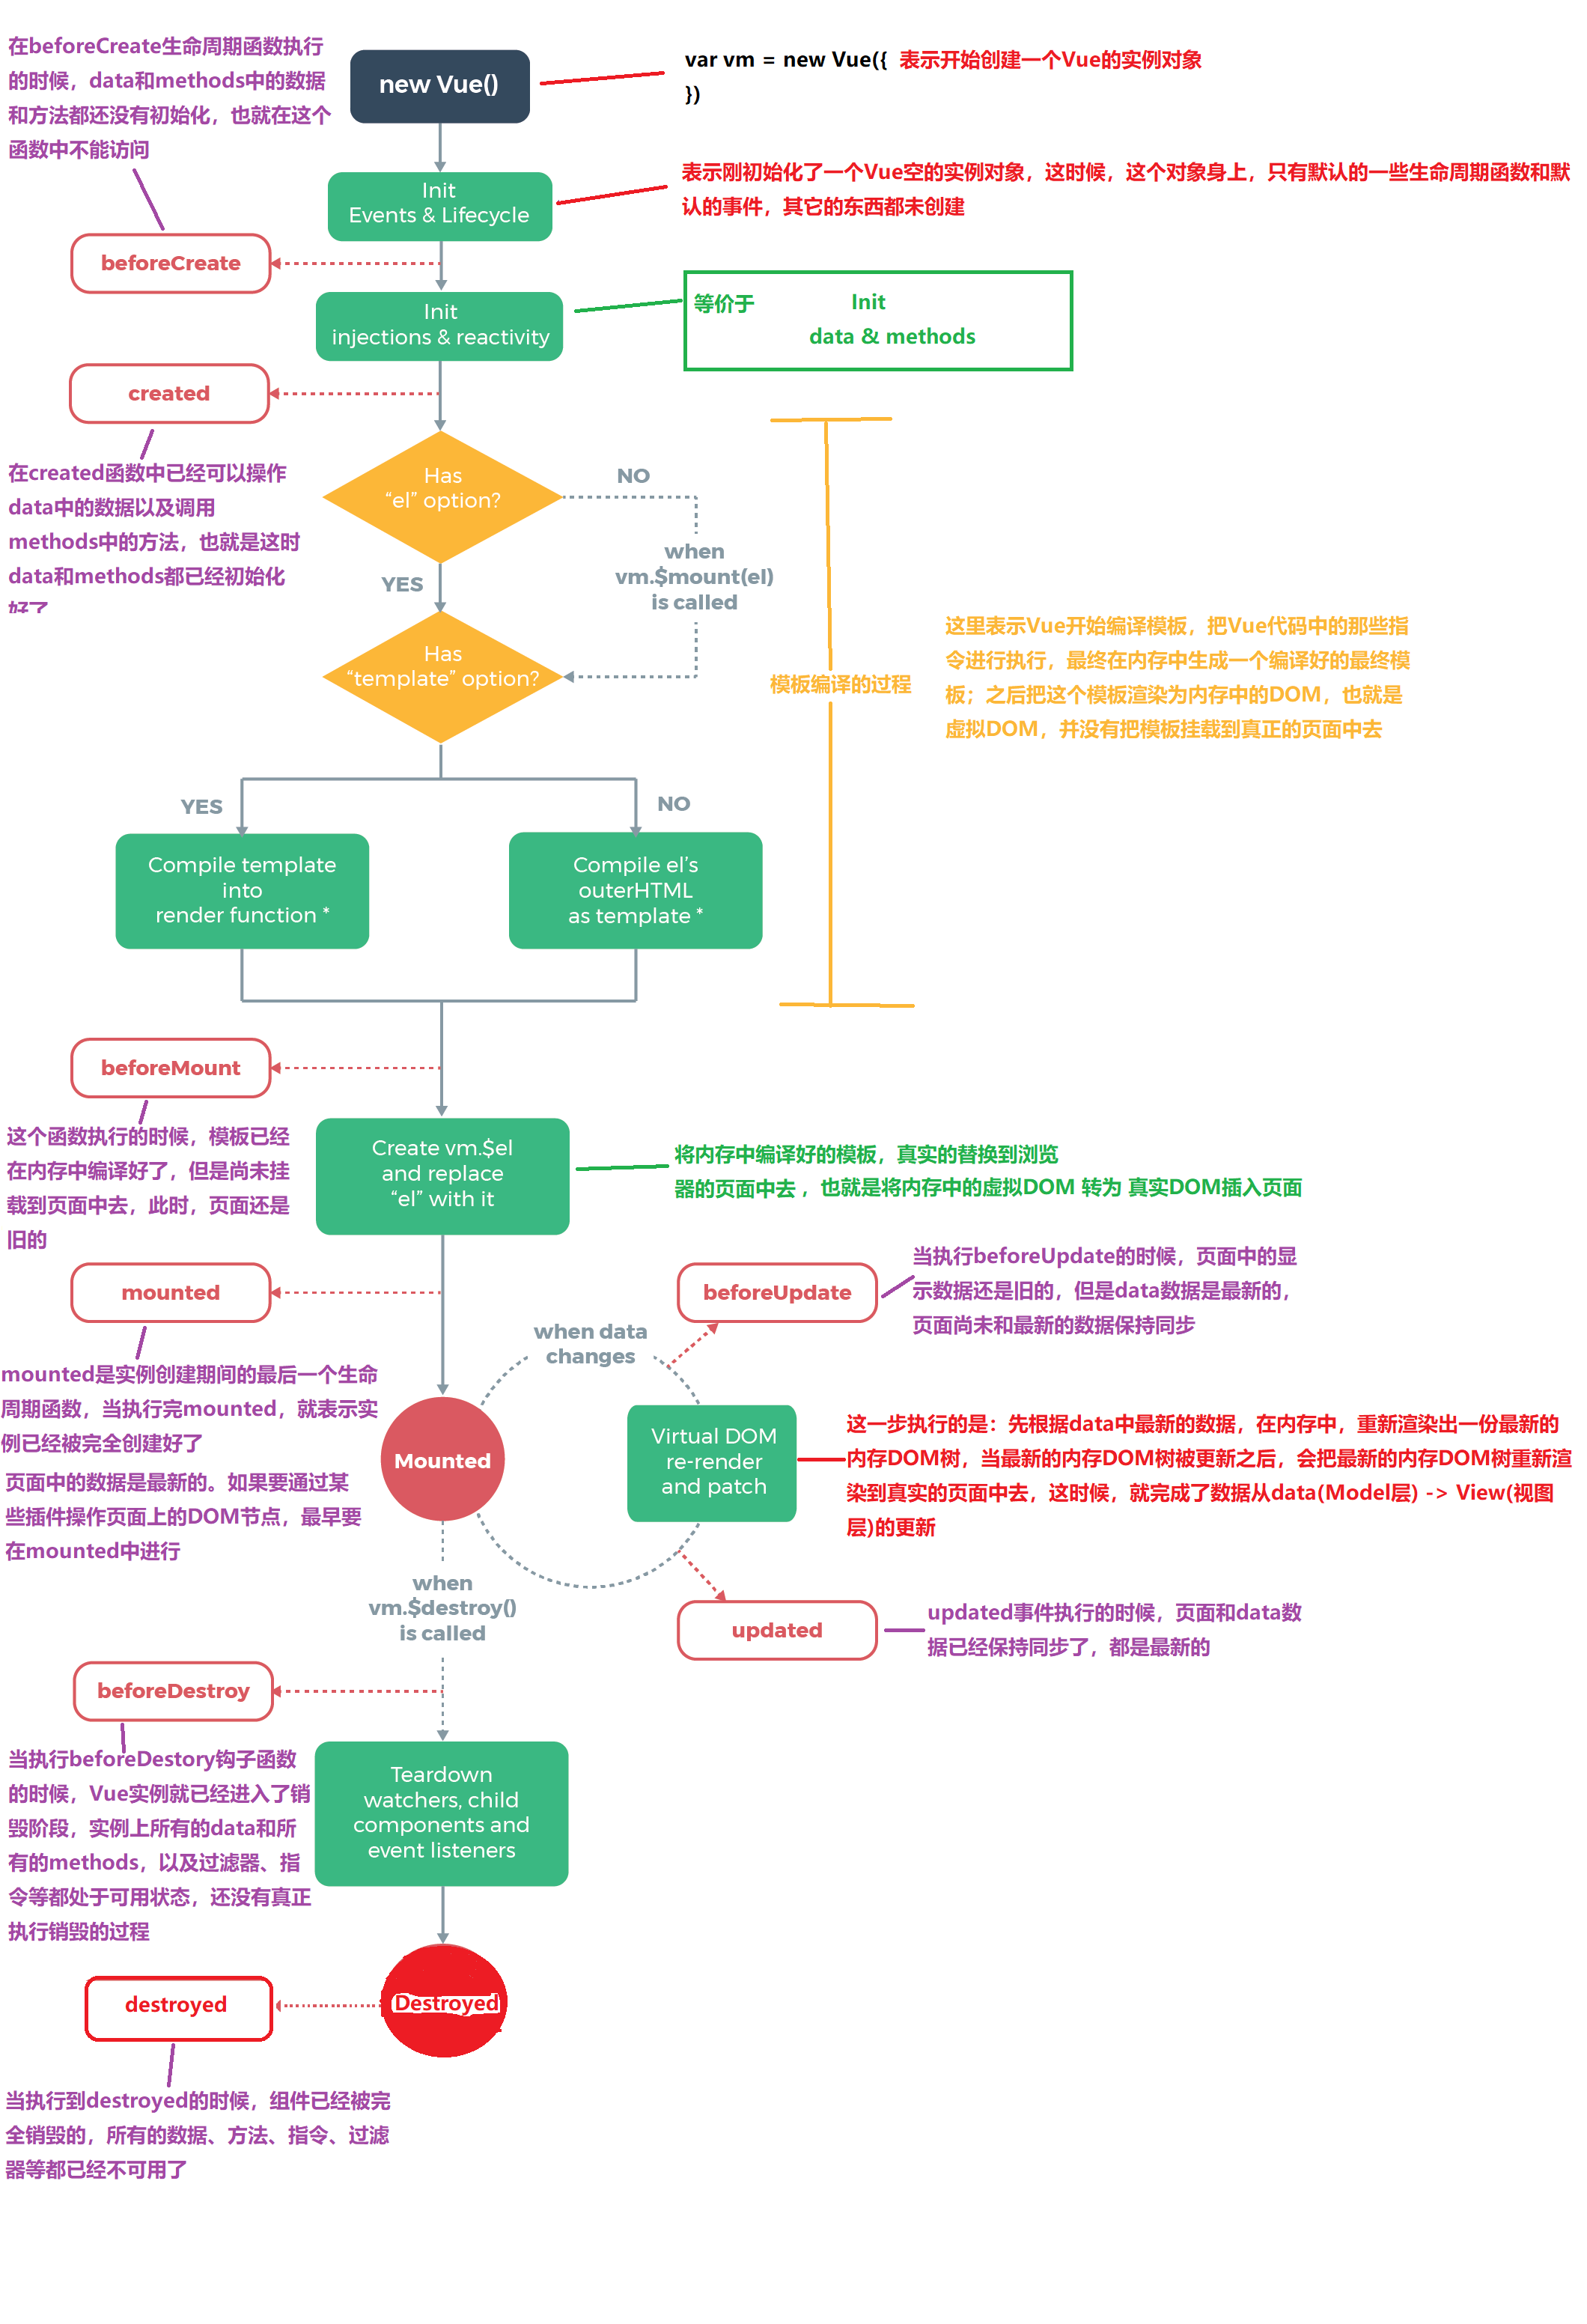 在beforeCreate生命周期函数执行
的时候，data和methods中的数据
和方法都还没有初始化，也就在这个
函数中不能访问
new Vue()
var vm = new Vue({ 表示开始创建一个Vue的实例对象
})
Init
Events & Lifecycle
表示刚初始化了一个Vue空的实例对象，这时候，这个对象身上，只有默认的一些生命周期函数和默
认的事件，其它的东西都未创建
beforeCreate
Init
injections & reactivity
等价于 Init
data & methods
created
在created函数中已经可以操作
data中的数据以及调用
methods中的方法，也就是这时
data和methods都已经初始化
好了
Has
“el” option?
NO
when
vm.$mount(el)
is called
YES
Has
“template” option?
模板编译的过程
这里表示Vue开始编译模板，把Vue代码中的那些指
令进行执行，最终在内存中生成一个编译好的最终模
板；之后把这个模板渲染为内存中的DOM，也就是
虚拟DOM，并没有把模板挂载到真正的页面中去
YES
NO
Compile template
into
render function *
Compile el’s
outerHTML
as template *
beforeMount
这个函数执行的时候，模板已经
在内存中编译好了，但是尚未挂
载到页面中去，此时，页面还是
旧的
Create vm.$el
and replace
“el” with it
将内存中编译好的模板，真实的替换到浏览
器的页面中去 ，也就是将内存中的虚拟DOM 转为 真实DOM插入页面
mounted
mounted是实例创建期间的最后一个生命
周期函数，当执行完mounted，就表示实
例已经被完全创建好了
页面中的数据是最新的。如果要通过某
些插件操作页面上的DOM节点，最早要
在mounted中进行
beforeUpdate
当执行beforeUpdate的时候，页面中的显
示数据还是旧的，但是data数据是最新的，
页面尚未和最新的数据保持同步
when data
changes
Mounted
Virtual DOM
re-render
and patch
这一步执行的是：先根据data中最新的数据，在内存中，重新渲染出一份最新的
内存DOM树，当最新的内存DOM树被更新之后，会把最新的内存DOM树重新渲
染到真实的页面中去，这时候，就完成了数据从data(Model层) -> View(视图
层)的更新
when
vm.$destroy()
is called
updated
updated事件执行的时候，页面和data数
据已经保持同步了，都是最新的
beforeDestroy
当执行beforeDestory钩子函数
的时候，Vue实例就已经进入了销
毁阶段，实例上所有的data和所
有的methods，以及过滤器、指
令等都处于可用状态，还没有真正
执行销毁的过程
Teardown
watchers, child
components and
event listeners
destroyed
Destroyed
当执行到destroyed的时候，组件已经被完
全销毁的，所有的数据、方法、指令、过滤
器等都已经不可用了